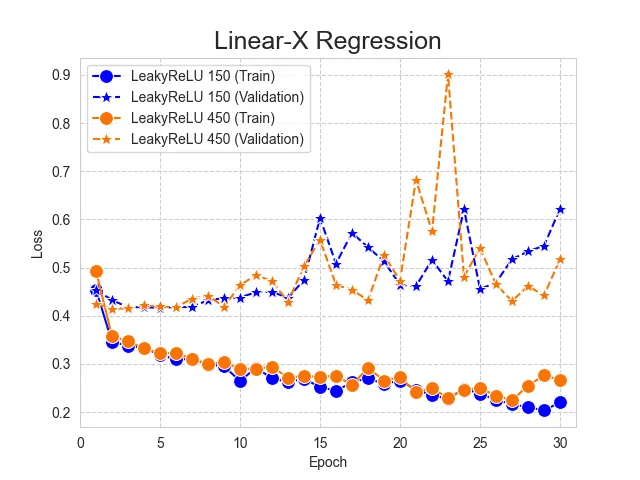 Linear-X Regression
LeakyReLU 150 (Train)
LeakyReLU 150 (Validation)
LeakyReLU 450 (Train)
LeakyReLU 450 (Validation)
Loss
0.9
0.8
0.7
0.6
0.5
0.4
0.3
0.2
0 5 10 15 20 25 30
Epoch